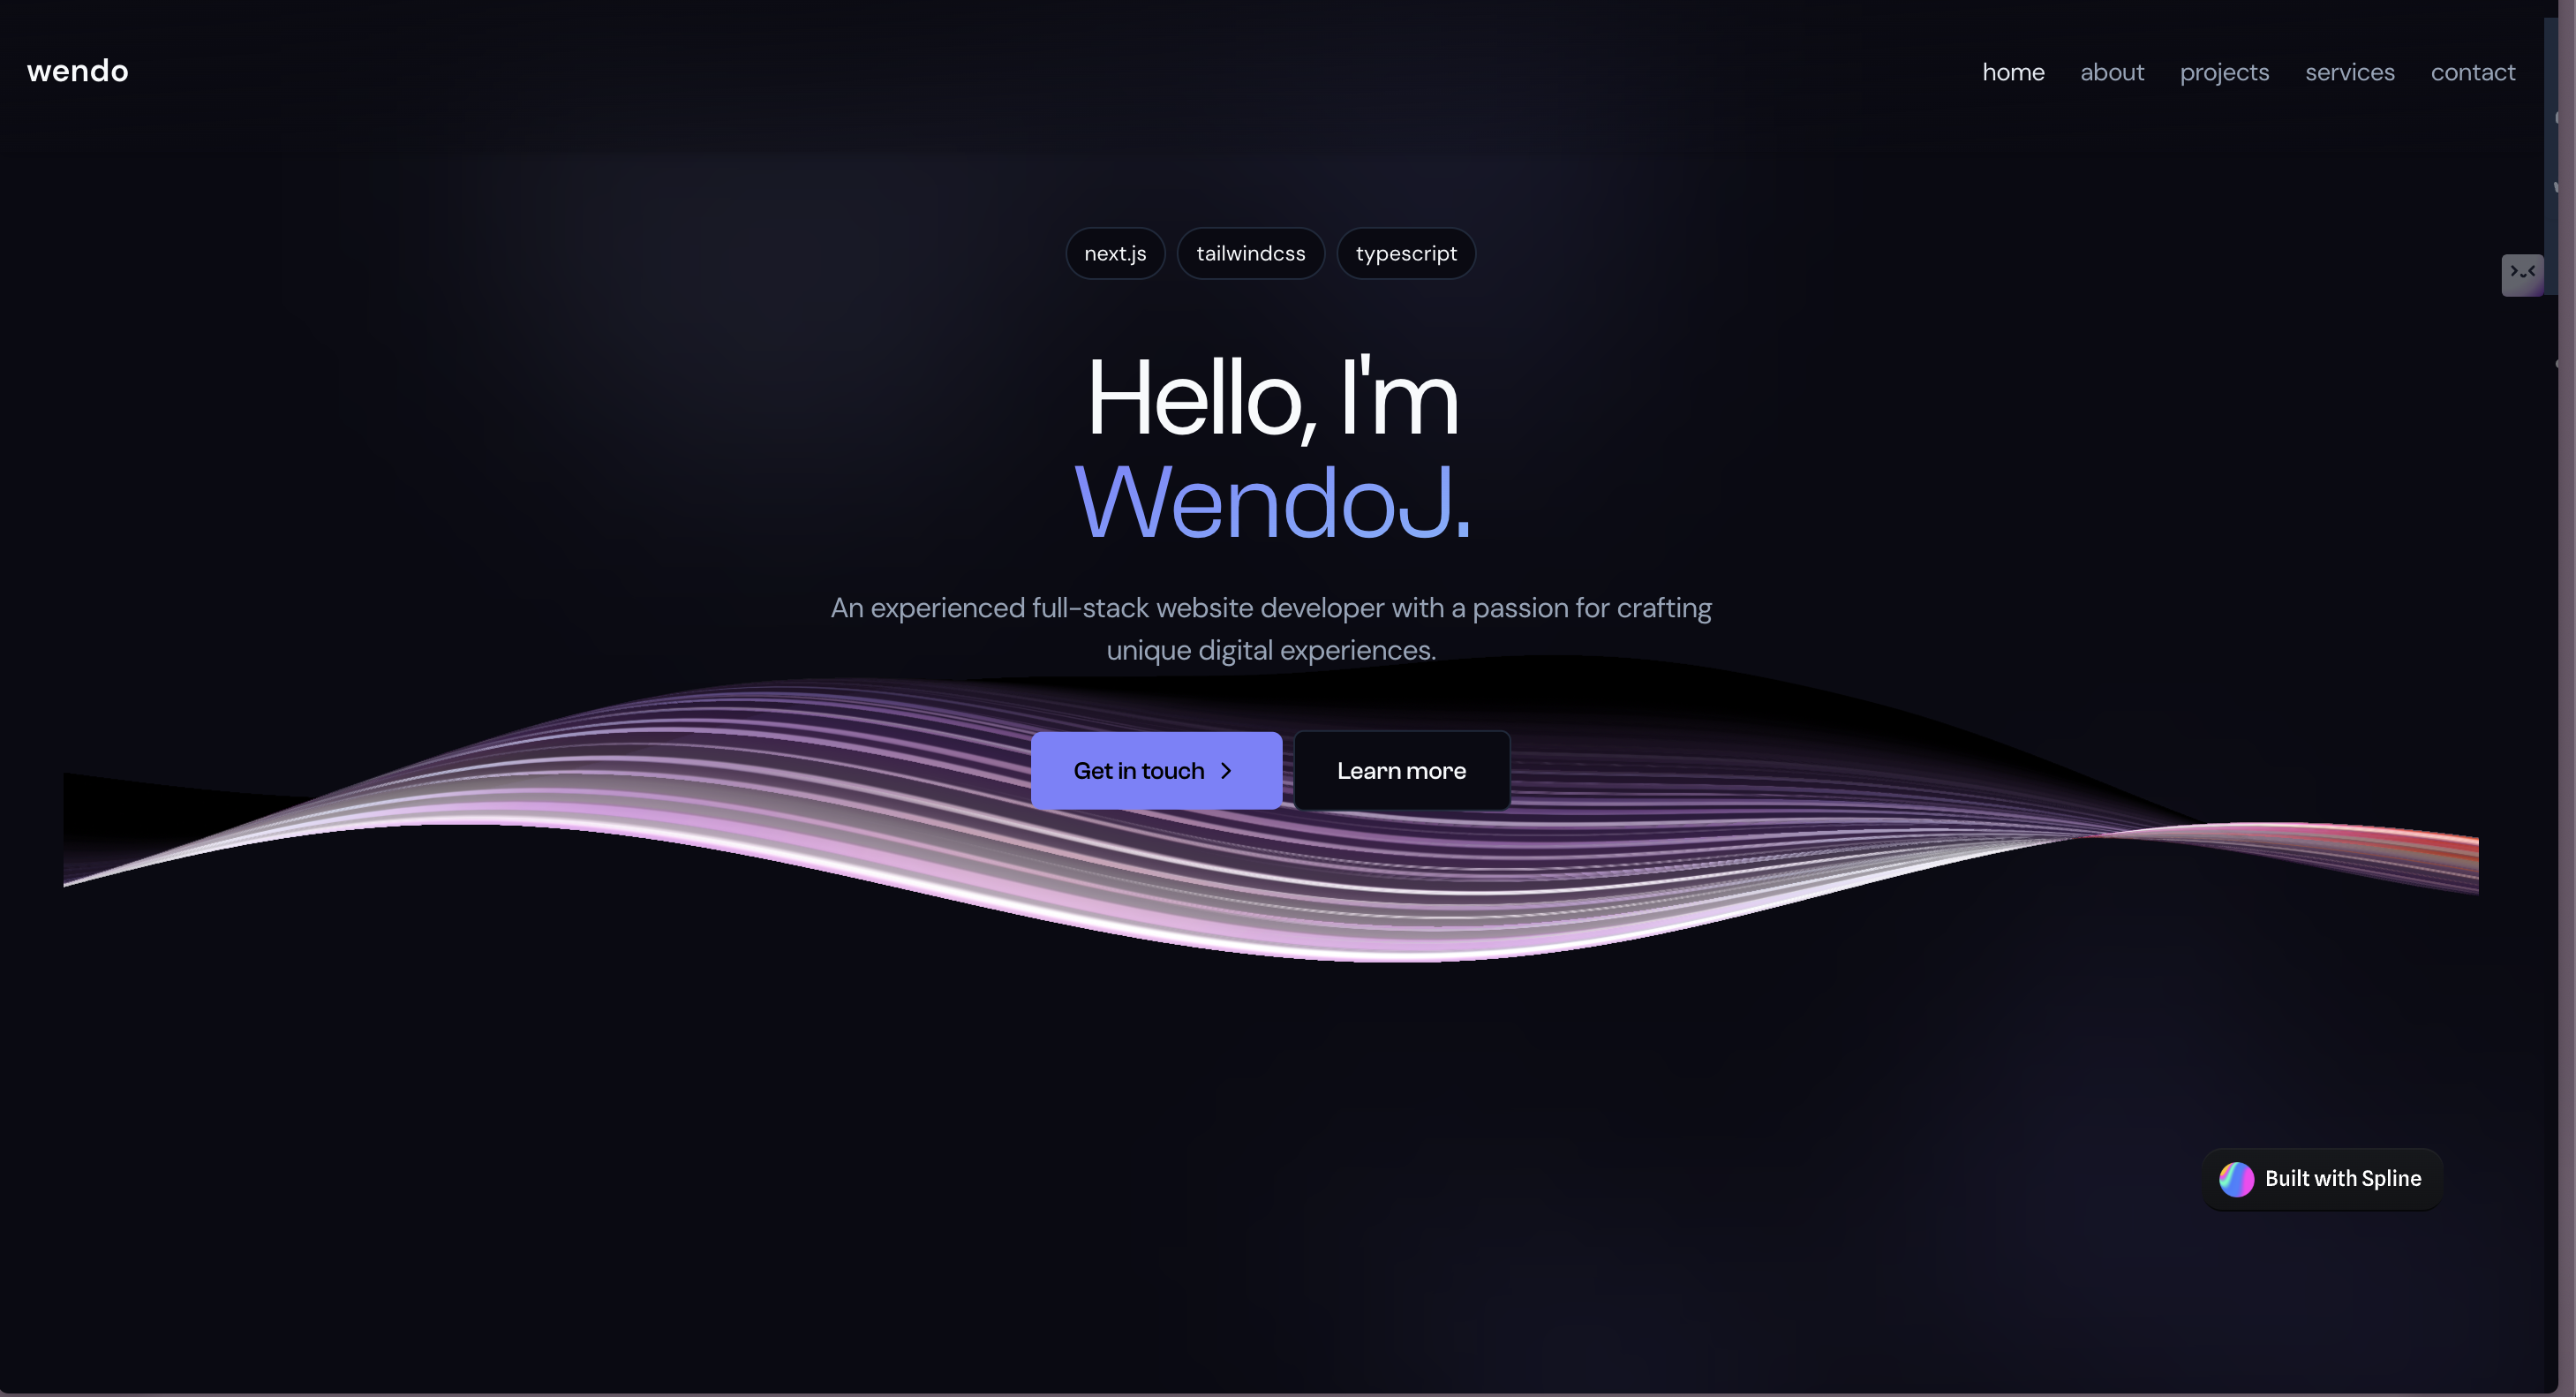 wendo
home about projects services contact
next.js tailwindcss typescript
Hello, I'm
WendoJ.
An experienced full-stack website developer with a passion for crafting
unique digital experiences.
Get in touch
Learn more
Built with Spline